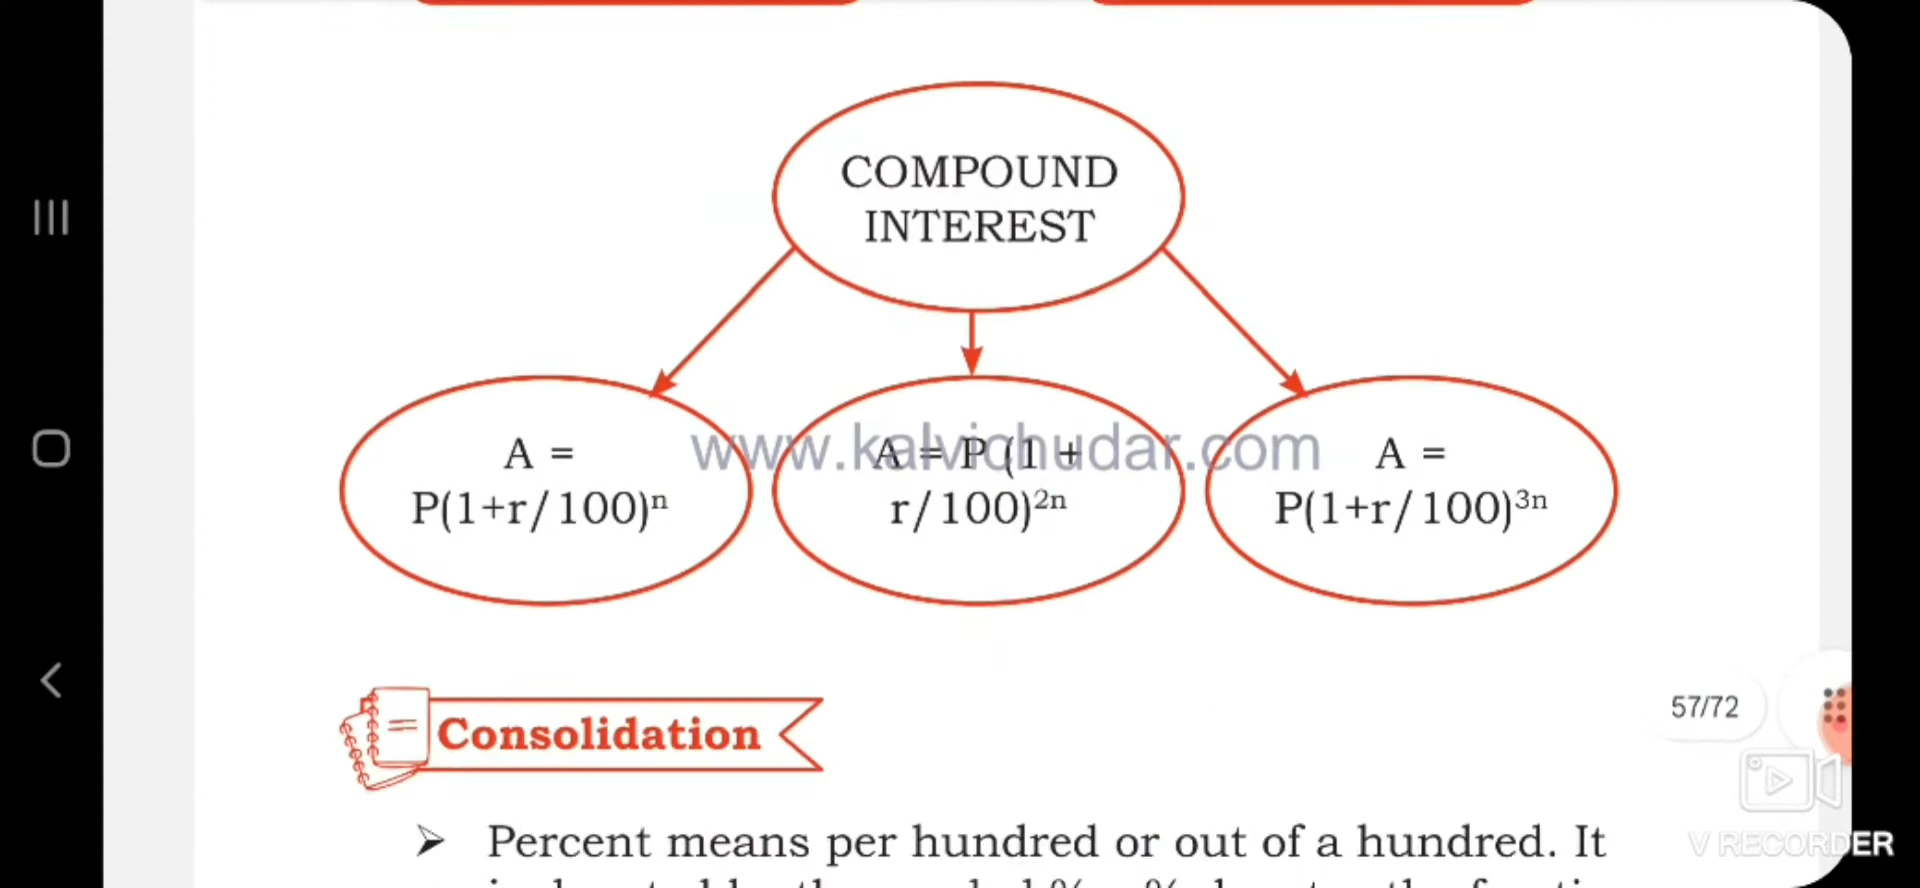 COMPOUND
INTEREST
www.kalvichudar.com
A =
P(1+r/100)ⁿ
A = P (1 +
r/100)²ⁿ
A =
P(1+r/100)³ⁿ
57/72
Consolidation
V RECORDER
➢ Percent means per hundred or out of a hundred. It